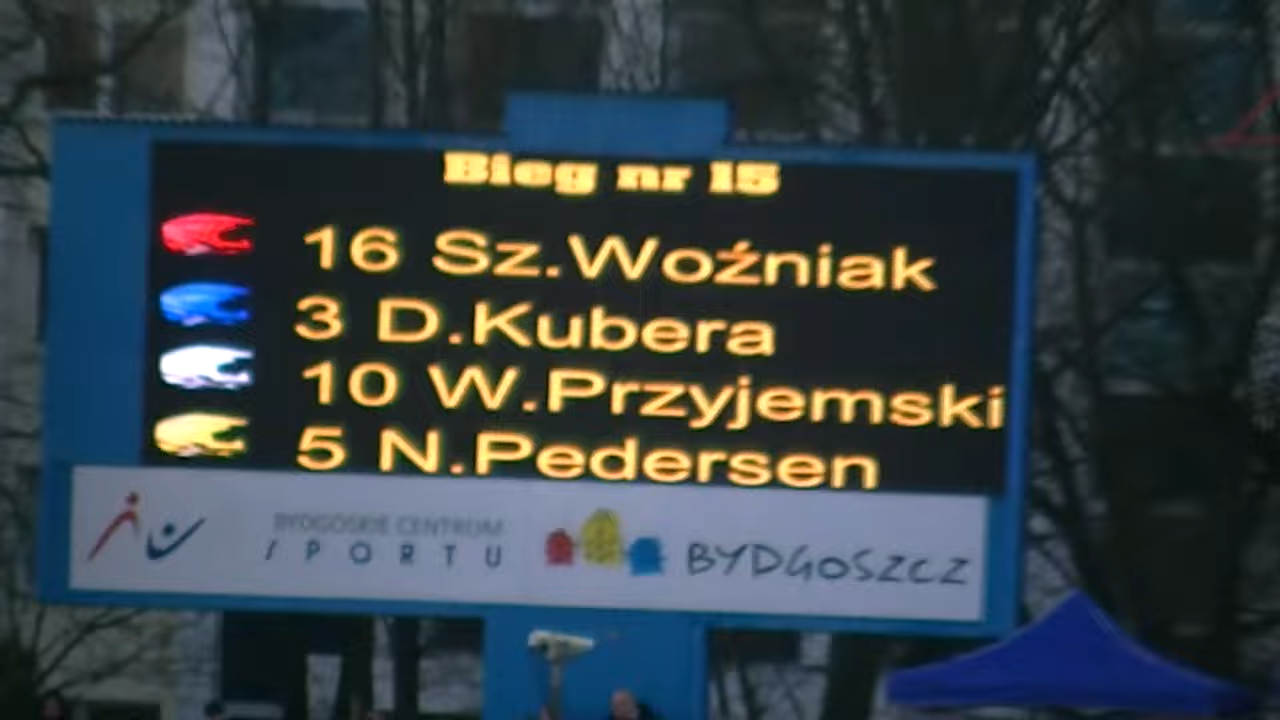 Bieg nr 15
16 Sz.Woźniak
3 D.Kubera
10 W.Przyjemski
5 N.Pedersen
BYDGOSKIE CENTRUM
SPORTU
BYDGOSZCZ